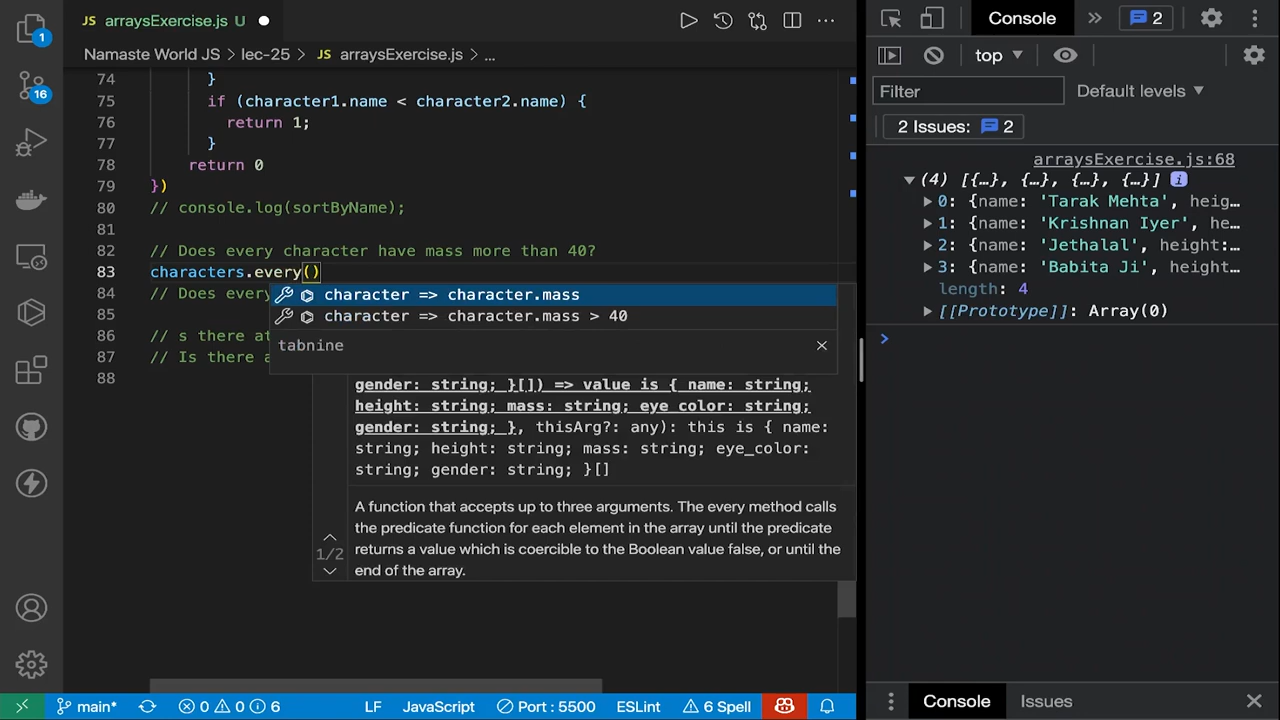 arraysExercise.js U
Namaste World JS > lec-25 > JS arraysExercise.js > ...
74 }
75 if (character1.name < character2.name) {
76 return 1;
77 }
78 return 0
79 })
80 // console.log(sortByName);
81
82 // Does every character have mass more than 40?
83 characters.every()
84 // Does ever
85
86 // s there at
87 // Is there a
88
character => character.mass
character => character.mass > 40
tabnine
gender: string; }[]) => value is { name: string;
height: string; mass: string; eye_color: string;
gender: string; }, thisArg?: any): this is { name:
string; height: string; mass: string; eye_color:
string; gender: string; }[]
A function that accepts up to three arguments. The every method calls
the predicate function for each element in the array until the predicate
returns a value which is coercible to the Boolean value false, or until the
end of the array.
1/2
1
16
main* 0 0 6 LF JavaScript Port : 5500 ESLint 6 Spell
Console » 2
top
Filter Default levels
2 Issues: 2
arraysExercise.js:68
(4) [{…}, {…}, {…}, {…}] i
0: {name: 'Tarak Mehta', heig…
1: {name: 'Krishnan Iyer', he…
2: {name: 'Jethalal', height:…
3: {name: 'Babita Ji', height…
length: 4
[[Prototype]]: Array(0)
Console Issues